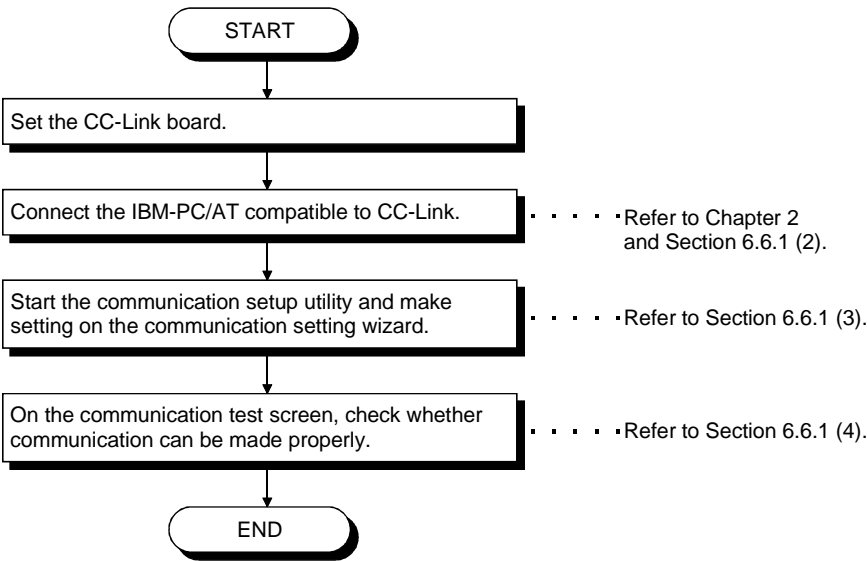 START
Set the CC-Link board.
Connect the IBM-PC/AT compatible to CC-Link.
Refer to Chapter 2
and Section 6.6.1 (2).
Start the communication setup utility and make
setting on the communication setting wizard.
Refer to Section 6.6.1 (3).
On the communication test screen, check whether
communication can be made properly.
Refer to Section 6.6.1 (4).
END